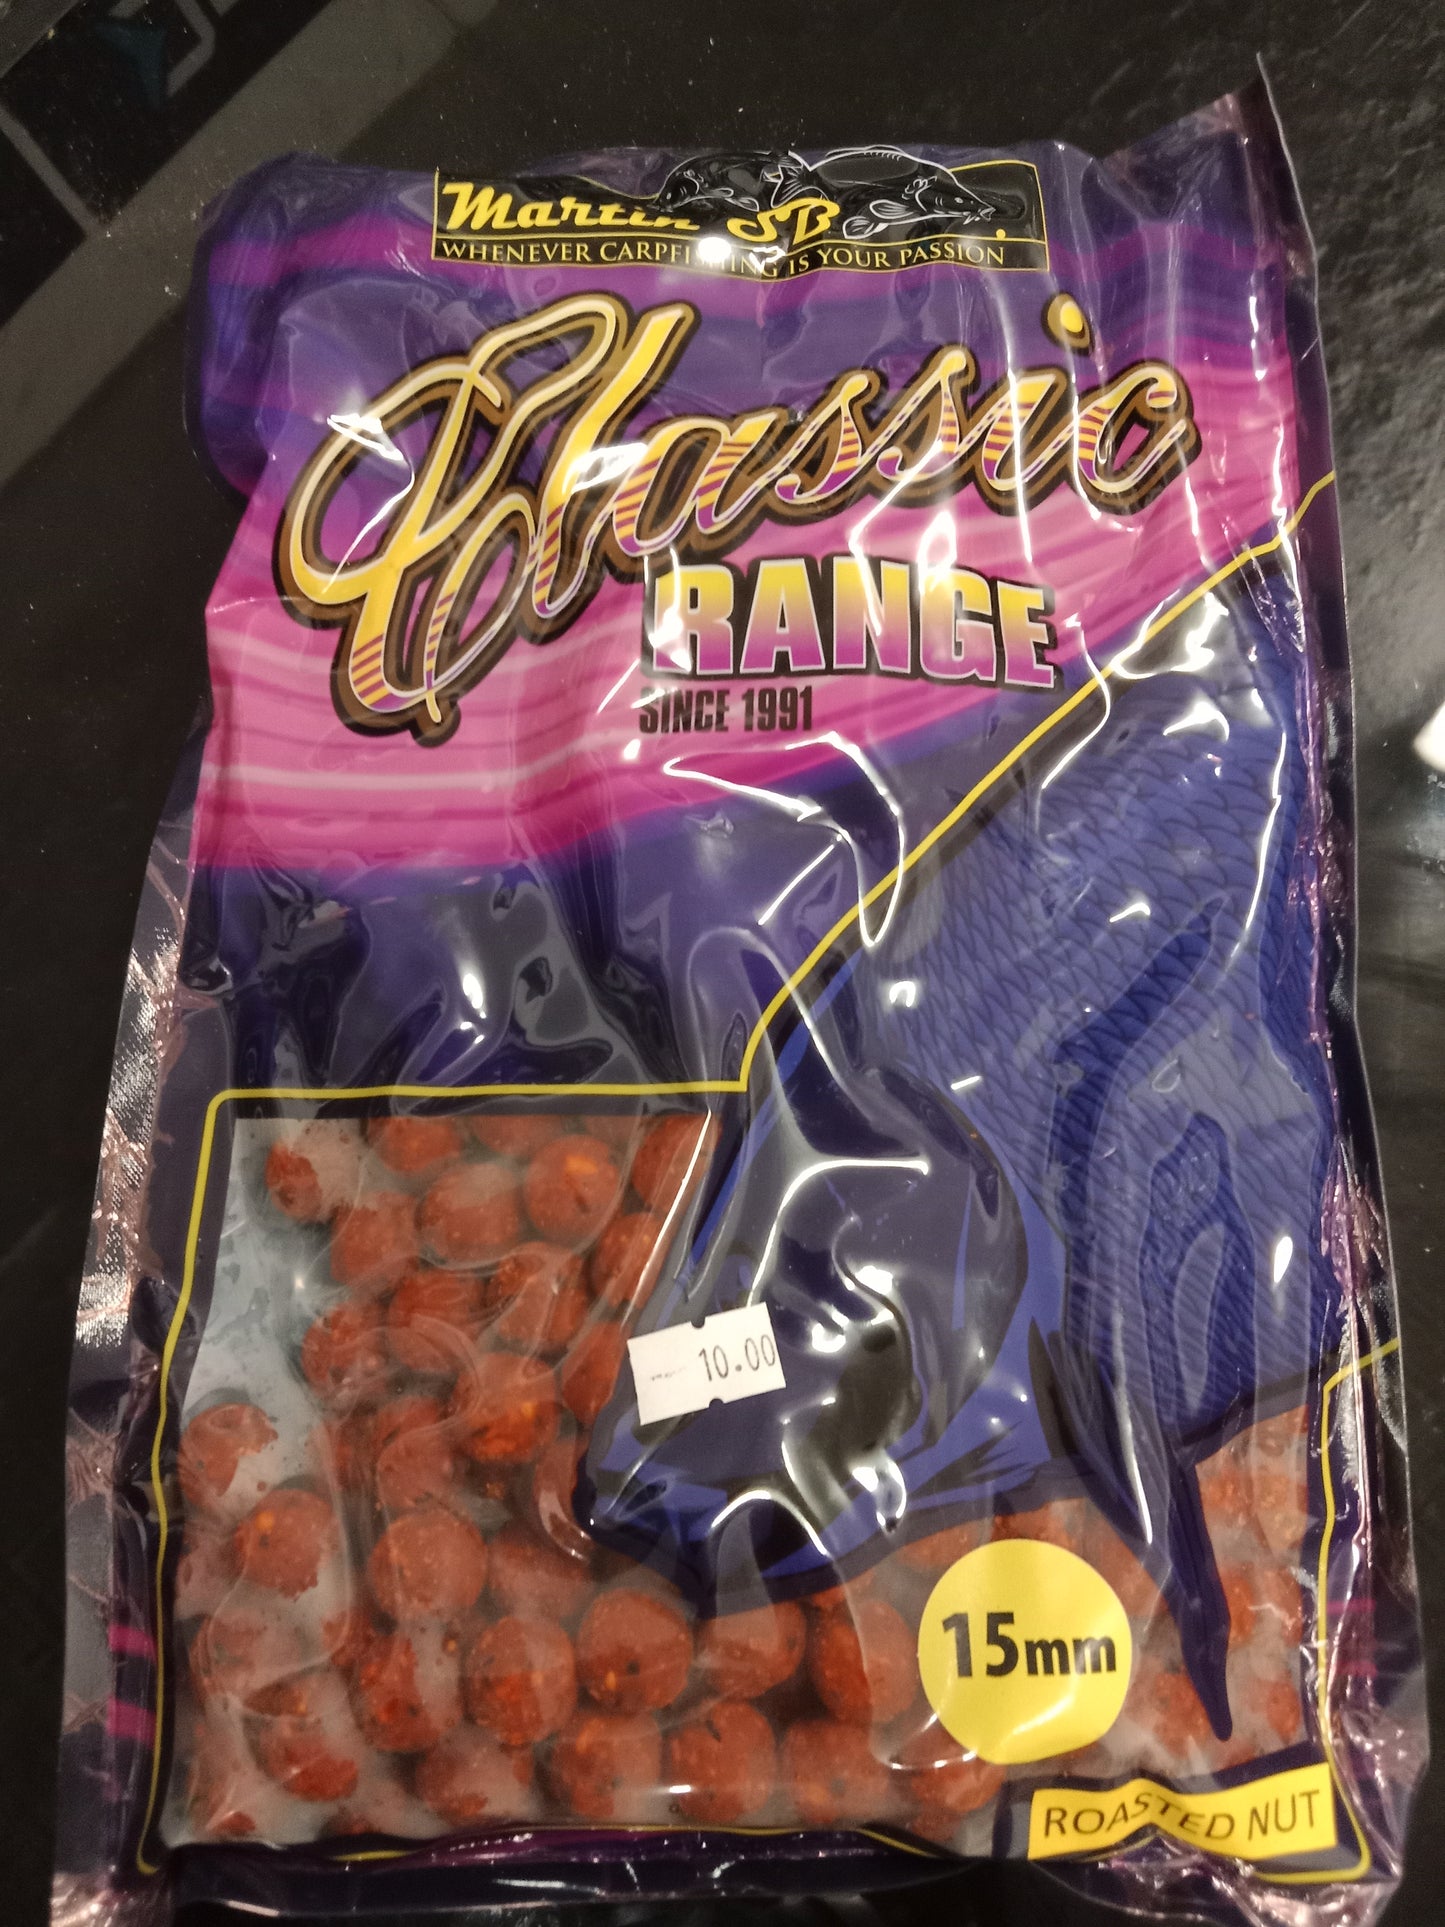 Martin SB
WHENEVER CARPFISHING IS YOUR PASSION.
Classic
RANGE
SINCE 1991
10.00
15mm
ROASTED NUT